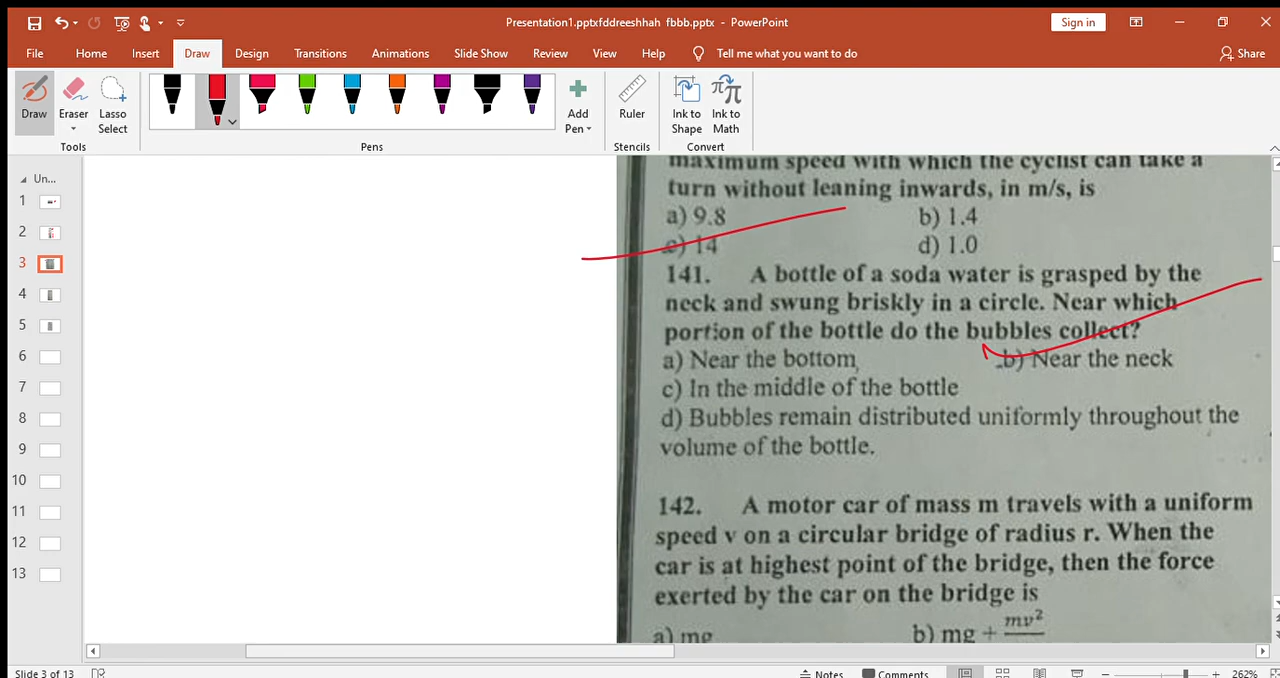 Presentation1.pptxfddreeshhah fbbb.pptx - PowerPoint
Sign in
File Home Insert Draw Design Transitions Animations Slide Show Review View Help Tell me what you want to do Share
Draw Eraser Lasso Select
Add Pen
Ruler
Ink to Shape Ink to Math
Tools Pens Stencils Convert
Un...
1
2
3
4
5
6
7
8
9
10
11
12
13
maximum speed with which the cyclist can take a
turn without leaning inwards, in m/s, is
a) 9.8 b) 1.4
c) 14 d) 1.0
141. A bottle of a soda water is grasped by the
neck and swung briskly in a circle. Near which
portion of the bottle do the bubbles collect?
a) Near the bottom b) Near the neck
c) In the middle of the bottle
d) Bubbles remain distributed uniformly throughout the
volume of the bottle.
142. A motor car of mass m travels with a uniform
speed v on a circular bridge of radius r. When the
car is at highest point of the bridge, then the force
exerted by the car on the bridge is
a) mg b) mg + mv²
Slide 3 of 13 Notes Comments 262%